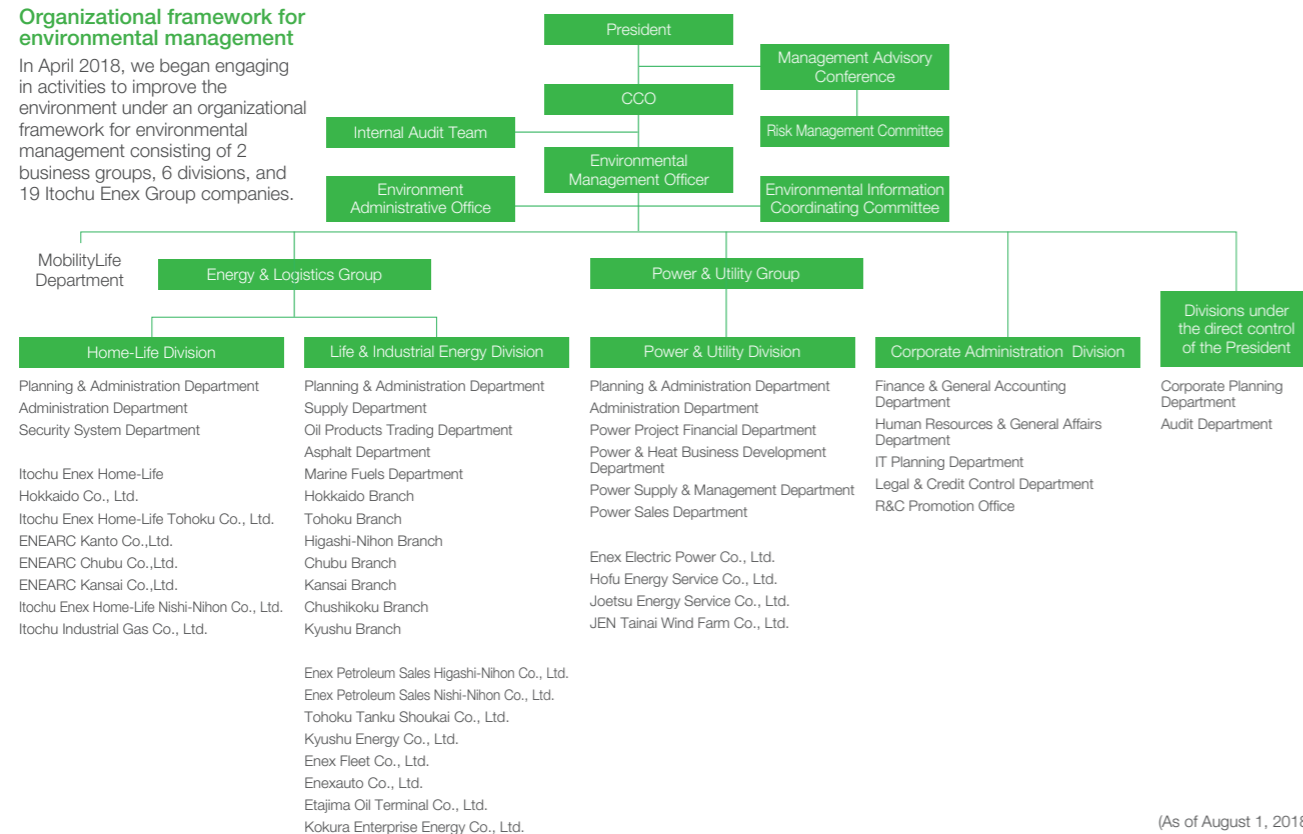 Organizational framework for
environmental management
In April 2018, we began engaging
in activities to improve the
environment under an organizational
framework for environmental
management consisting of 2
business groups, 6 divisions, and
19 Itochu Enex Group companies.
President
Management Advisory
Conference
CCO
Internal Audit Team
Risk Management Committee
Environmental
Management Officer
Environment
Administrative Office
Environmental Information
Coordinating Committee
MobilityLife
Department
Energy & Logistics Group
Power & Utility Group
Divisions under
the direct control
of the President
Home-Life Division
Planning & Administration Department
Administration Department
Security System Department
Itochu Enex Home-Life
Hokkaido Co., Ltd.
Itochu Enex Home-Life Tohoku Co., Ltd.
ENEARC Kanto Co.,Ltd.
ENEARC Chubu Co.,Ltd.
ENEARC Kansai Co.,Ltd.
Itochu Enex Home-Life Nishi-Nihon Co., Ltd.
Itochu Industrial Gas Co., Ltd.
Life & Industrial Energy Division
Planning & Administration Department
Supply Department
Oil Products Trading Department
Asphalt Department
Marine Fuels Department
Hokkaido Branch
Tohoku Branch
Higashi-Nihon Branch
Chubu Branch
Kansai Branch
Chushikoku Branch
Kyushu Branch
Enex Petroleum Sales Higashi-Nihon Co., Ltd.
Enex Petroleum Sales Nishi-Nihon Co., Ltd.
Tohoku Tanku Shoukai Co., Ltd.
Kyushu Energy Co., Ltd.
Enex Fleet Co., Ltd.
Enexauto Co., Ltd.
Etajima Oil Terminal Co., Ltd.
Kokura Enterprise Energy Co., Ltd.
Power & Utility Division
Planning & Administration Department
Administration Department
Power Project Financial Department
Power & Heat Business Development
Department
Power Supply & Management Department
Power Sales Department
Enex Electric Power Co., Ltd.
Hofu Energy Service Co., Ltd.
Joetsu Energy Service Co., Ltd.
JEN Tainai Wind Farm Co., Ltd.
Corporate Administration Division
Finance & General Accounting
Department
Human Resources & General Affairs
Department
IT Planning Department
Legal & Credit Control Department
R&C Promotion Office
Corporate Planning
Department
Audit Department
(As of August 1, 2018